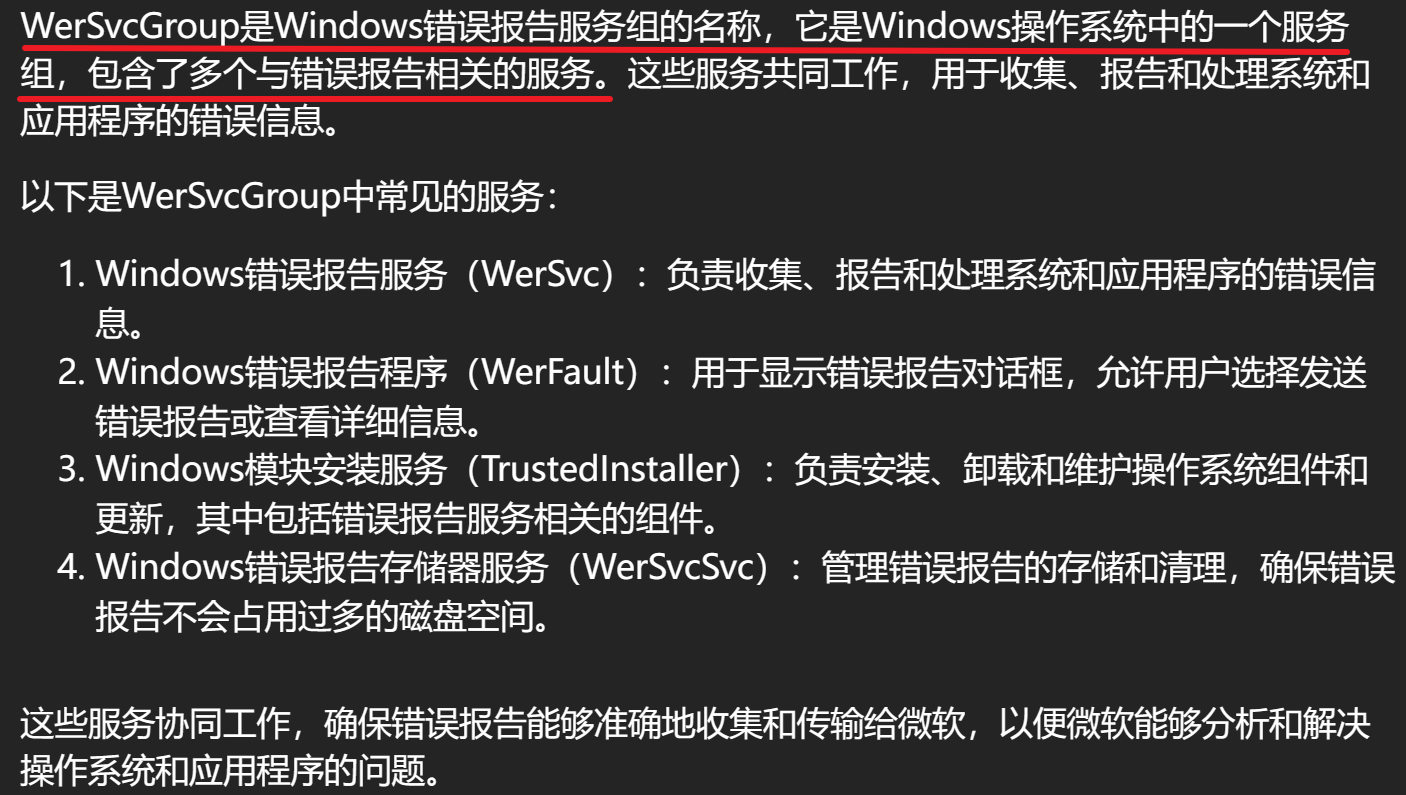 WerSvcGroup是Windows错误报告服务组的名称，它是Windows操作系统中的一个服务
组，包含了多个与错误报告相关的服务。这些服务共同工作，用于收集、报告和处理系统和
应用程序的错误信息。
以下是WerSvcGroup中常见的服务：
1. Windows错误报告服务（WerSvc）：负责收集、报告和处理系统和应用程序的错误信
息。
2. Windows错误报告程序（WerFault）：用于显示错误报告对话框，允许用户选择发送
错误报告或查看详细信息。
3. Windows模块安装服务（TrustedInstaller）：负责安装、卸载和维护操作系统组件和
更新，其中包括错误报告服务相关的组件。
4. Windows错误报告存储器服务（WerSvcSvc）：管理错误报告的存储和清理，确保错误
报告不会占用过多的磁盘空间。
这些服务协同工作，确保错误报告能够准确地收集和传输给微软，以便微软能够分析和解决
操作系统和应用程序的问题。